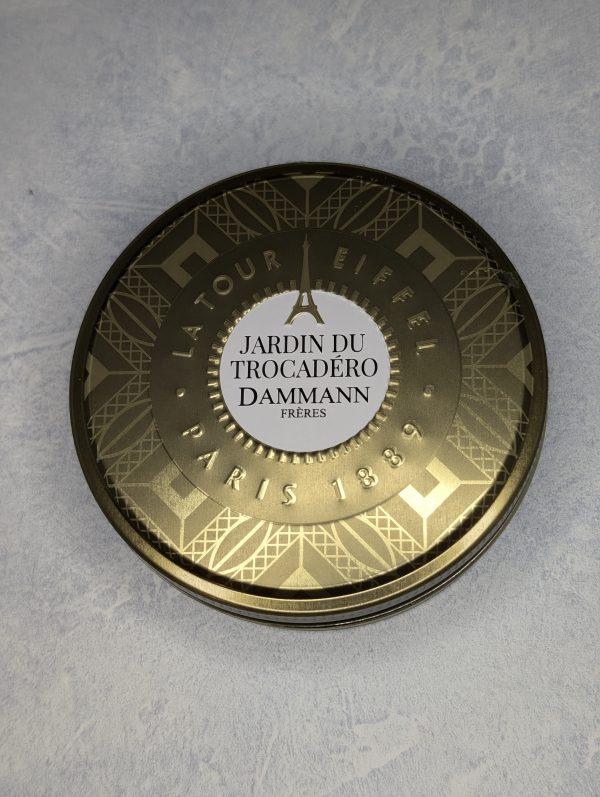 LA TOUR EIFFEL
JARDIN DU
TROCADÉRO
DAMMANN
FRÈRES
• PARIS 1889 •